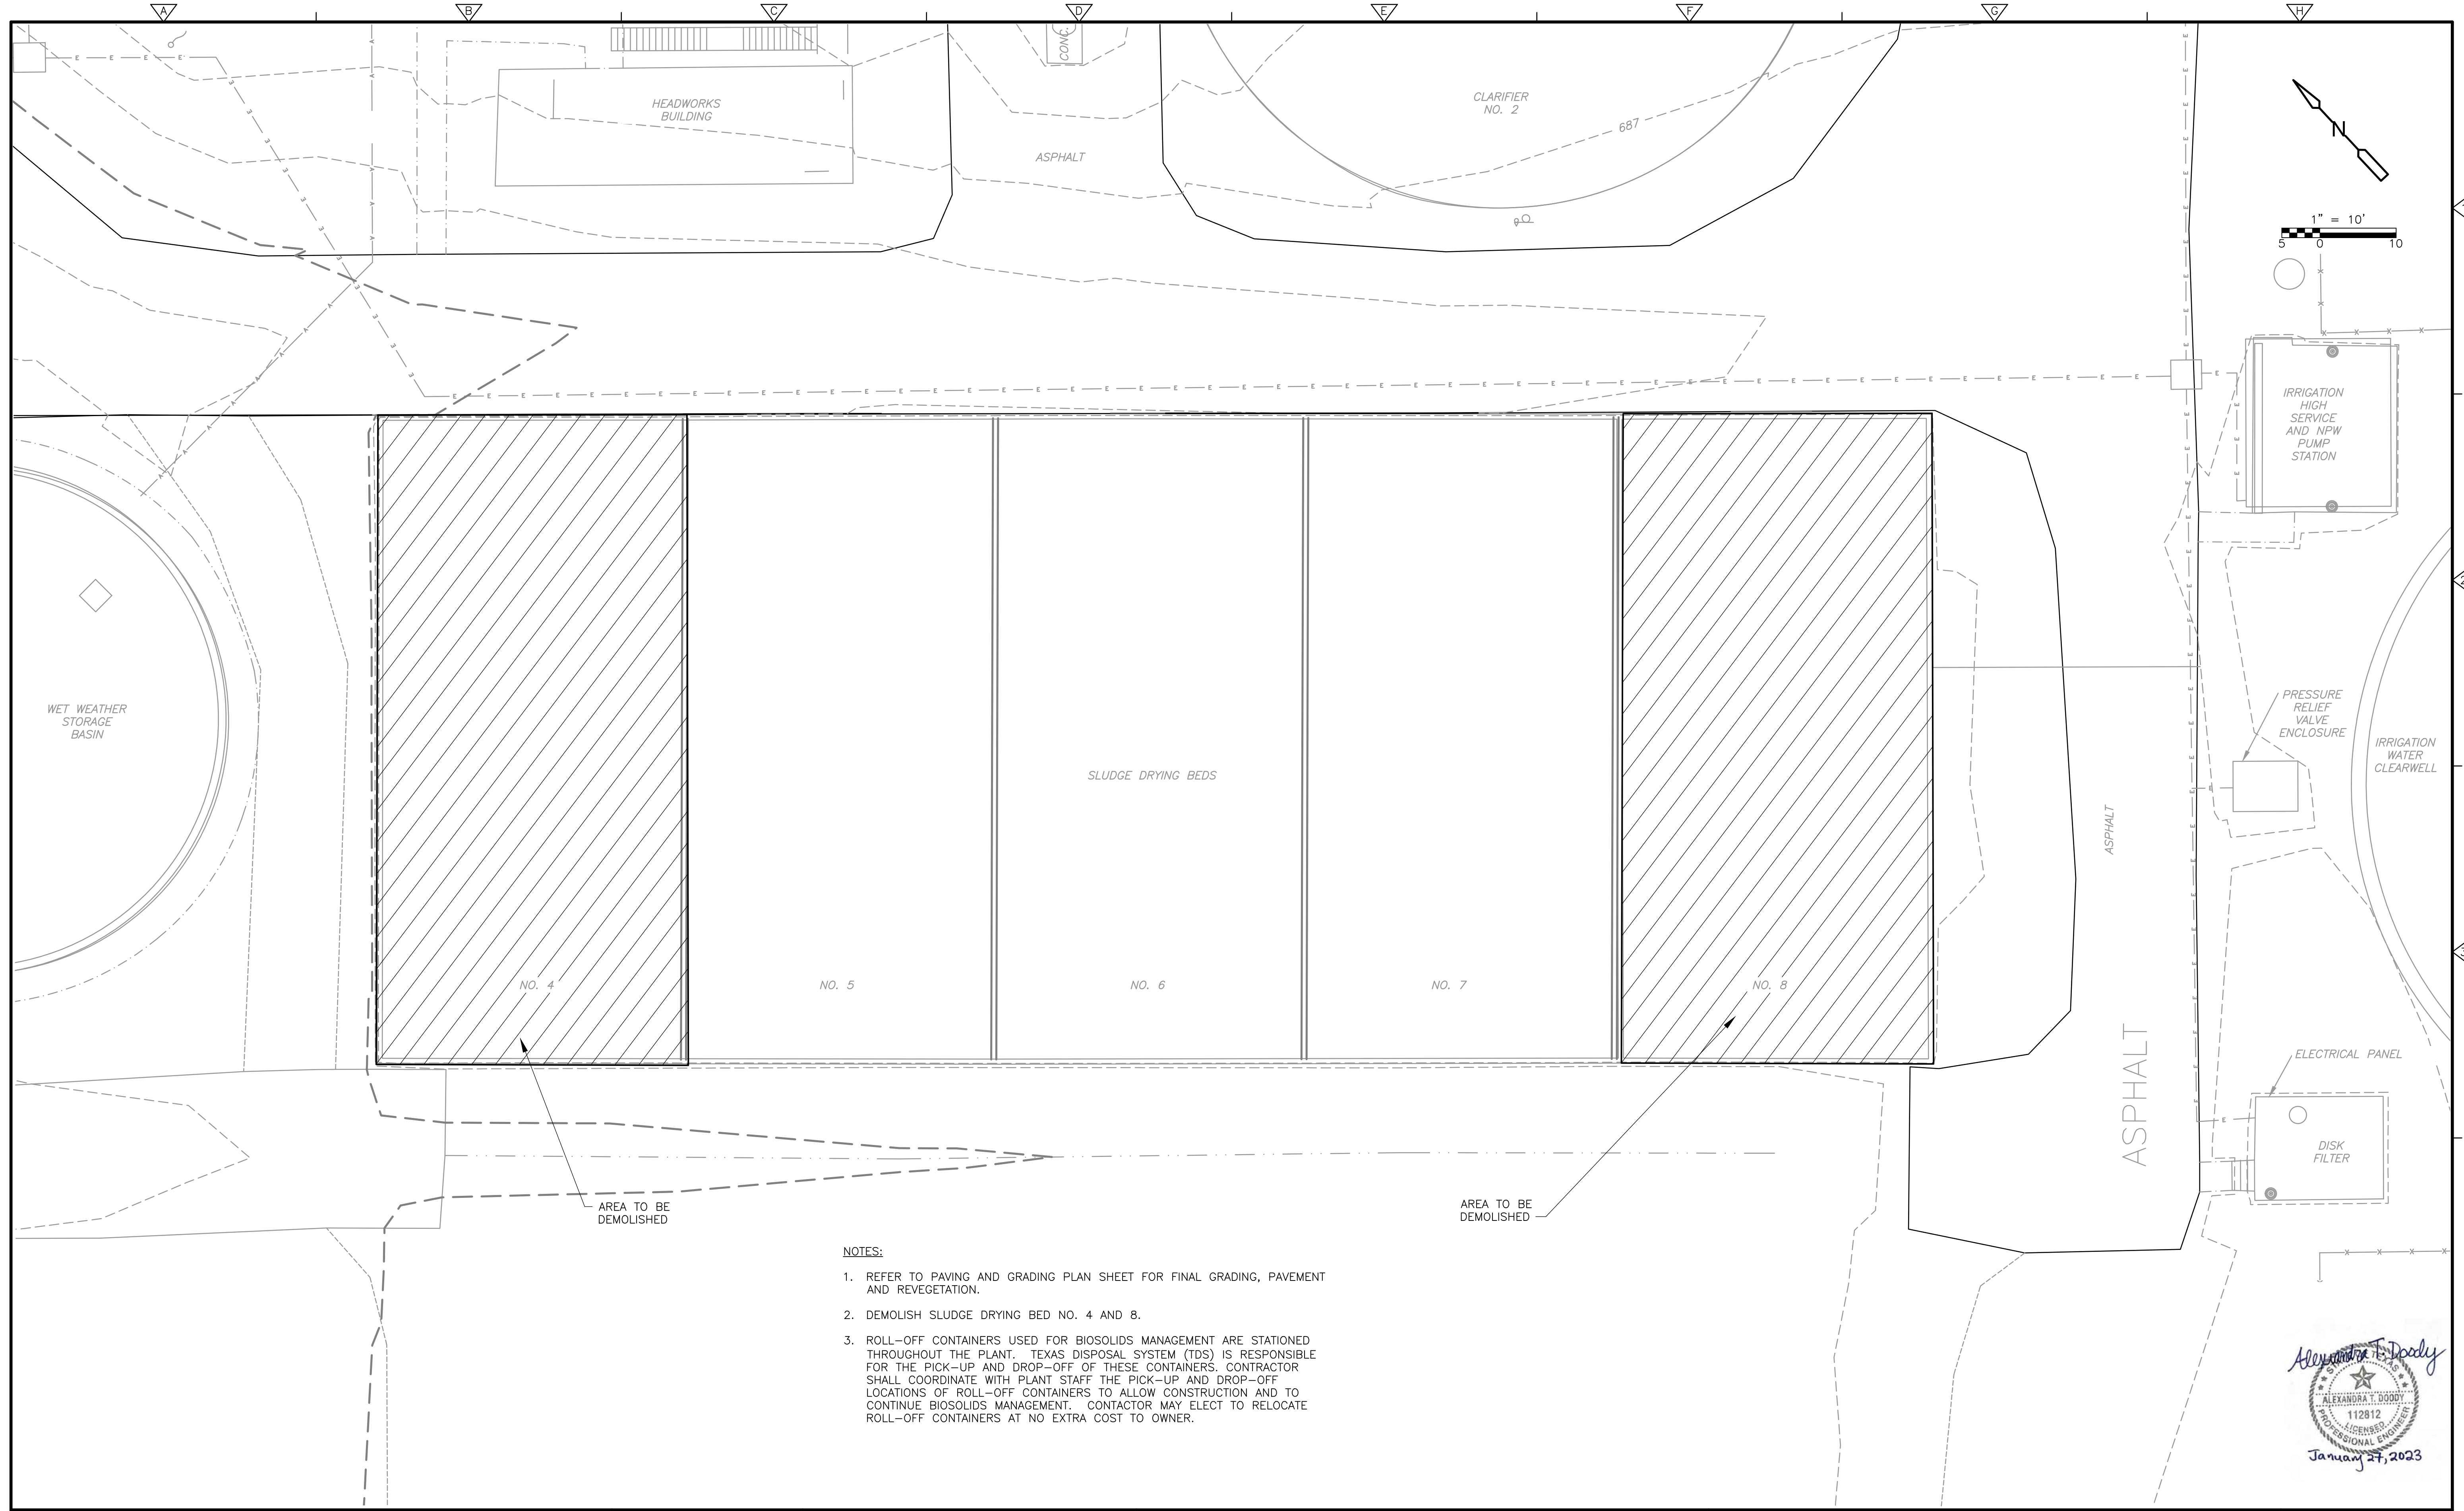 A B C D E F G H
CONC.
HEADWORKS
BUILDING
CLARIFIER
NO. 2
687
ASPHALT
N
1" = 10'
5 0 10
IRRIGATION
HIGH
SERVICE
AND NPW
PUMP
STATION
WET WEATHER
STORAGE
BASIN
SLUDGE DRYING BEDS
PRESSURE
RELIEF
VALVE
ENCLOSURE
IRRIGATION
WATER
CLEARWELL
ASPHALT
NO. 4
NO. 5
NO. 6
NO. 7
NO. 8
ASPHALT
ELECTRICAL PANEL
DISK
FILTER
AREA TO BE
DEMOLISHED
AREA TO BE
DEMOLISHED
NOTES:
1. REFER TO PAVING AND GRADING PLAN SHEET FOR FINAL GRADING, PAVEMENT
AND REVEGETATION.
2. DEMOLISH SLUDGE DRYING BED NO. 4 AND 8.
3. ROLL-OFF CONTAINERS USED FOR BIOSOLIDS MANAGEMENT ARE STATIONED
THROUGHOUT THE PLANT. TEXAS DISPOSAL SYSTEM (TDS) IS RESPONSIBLE
FOR THE PICK-UP AND DROP-OFF OF THESE CONTAINERS. CONTRACTOR
SHALL COORDINATE WITH PLANT STAFF THE PICK-UP AND DROP-OFF
LOCATIONS OF ROLL-OFF CONTAINERS TO ALLOW CONSTRUCTION AND TO
CONTINUE BIOSOLIDS MANAGEMENT. CONTACTOR MAY ELECT TO RELOCATE
ROLL-OFF CONTAINERS AT NO EXTRA COST TO OWNER.
Alexandra T. Doody
ALEXANDRA T. DOODY
112812
LICENSED
PROFESSIONAL ENGINEER
January 27, 2023